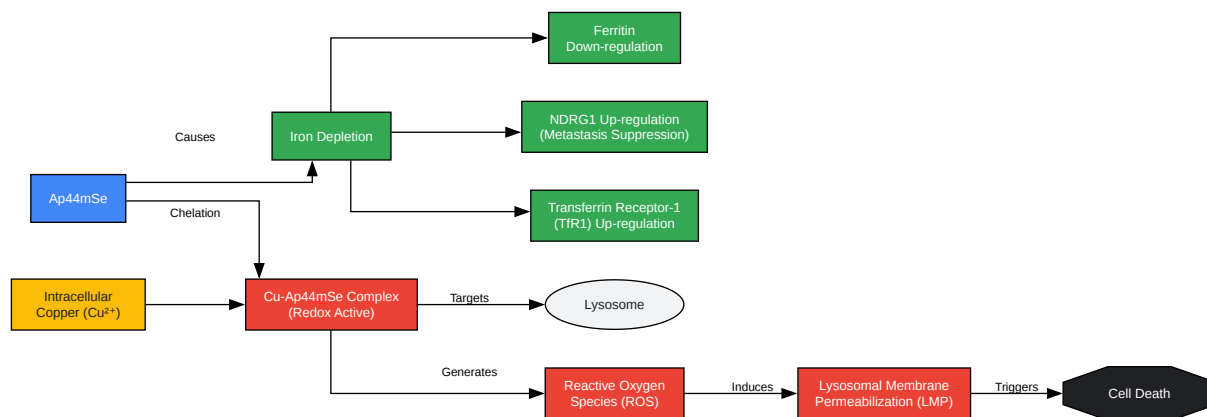 Ferritin
Down-regulation
NDRG1 Up-regulation
(Metastasis Suppression)
Causes
Iron Depletion
Ap44mSe
Chelation
Transferrin Receptor-1
(TfR1) Up-regulation
Intracellular
Copper (Cu²⁺)
Cu-Ap44mSe Complex
(Redox Active)
Targets
Lysosome
Generates
Reactive Oxygen
Species (ROS)
Induces
Lysosomal Membrane
Permeabilization (LMP)
Triggers
Cell Death